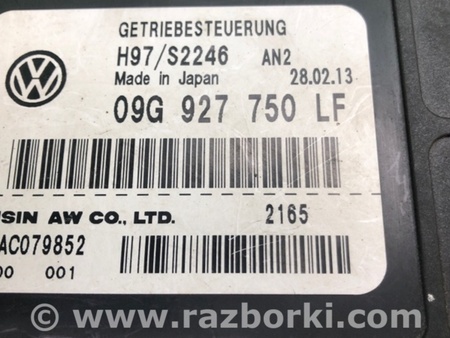 GETRIEBESTEUERUNG
H97/S2246 AN2
Made in Japan 28.02.13
09G 927 750 LF
ISIN AW CO., LTD. 2165
AC079852
00 001
© www.razborki.com